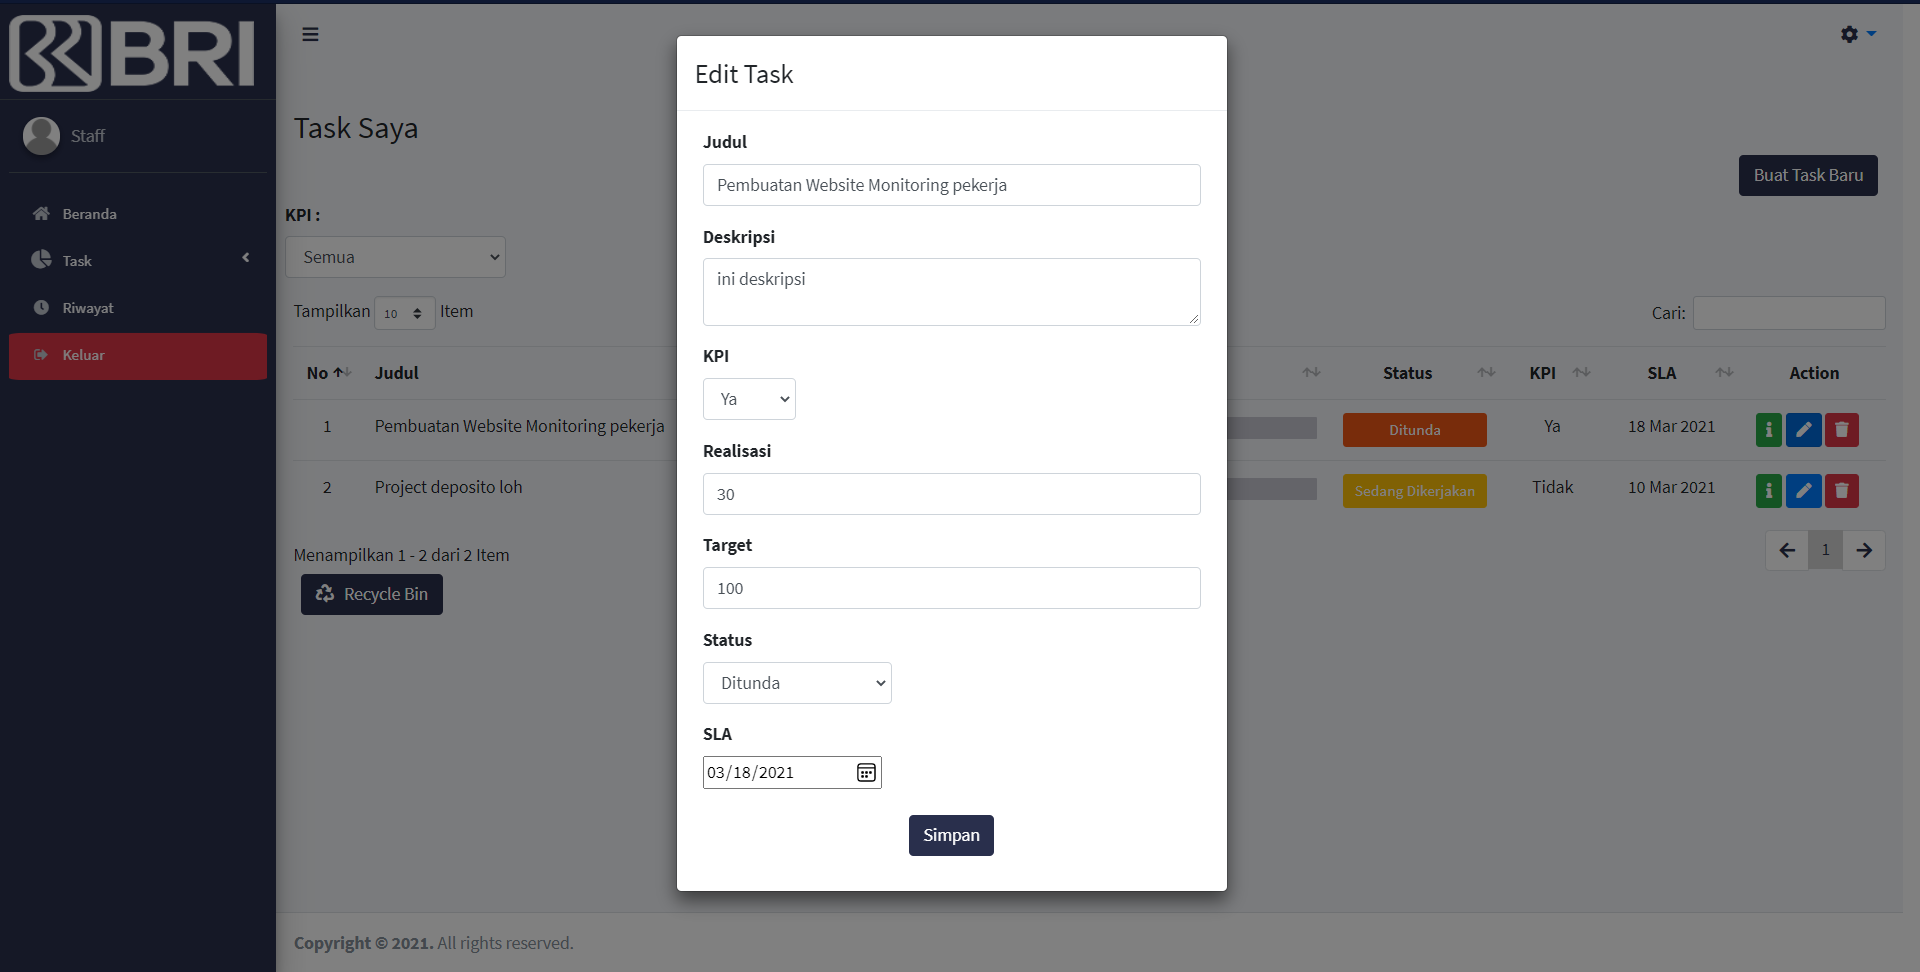 BRI
Staff
Beranda
Task
Riwayat
Keluar
Task Saya
Buat Task Baru
KPI :
Semua
Tampilkan 10 Item
Cari:
No Judul Status KPI SLA Action
1 Pembuatan Website Monitoring pekerja Ditunda Ya 18 Mar 2021
2 Project deposito loh Sedang Dikerjakan Tidak 10 Mar 2021
Menampilkan 1 - 2 dari 2 Item
1
Recycle Bin
Edit Task
Judul
Pembuatan Website Monitoring pekerja
Deskripsi
ini deskripsi
KPI
Ya
Realisasi
30
Target
100
Status
Ditunda
SLA
03/18/2021
Simpan
Copyright © 2021. All rights reserved.